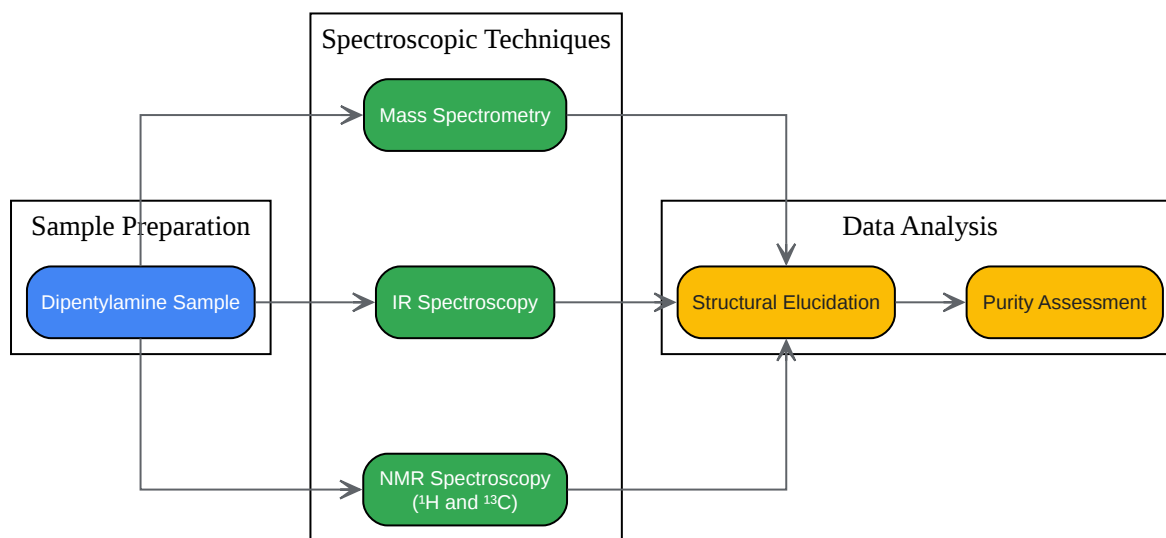 Spectroscopic Techniques
Mass Spectrometry
Sample Preparation
Dipentylamine Sample
IR Spectroscopy
NMR Spectroscopy
(¹H and ¹³C)
Data Analysis
Structural Elucidation
Purity Assessment